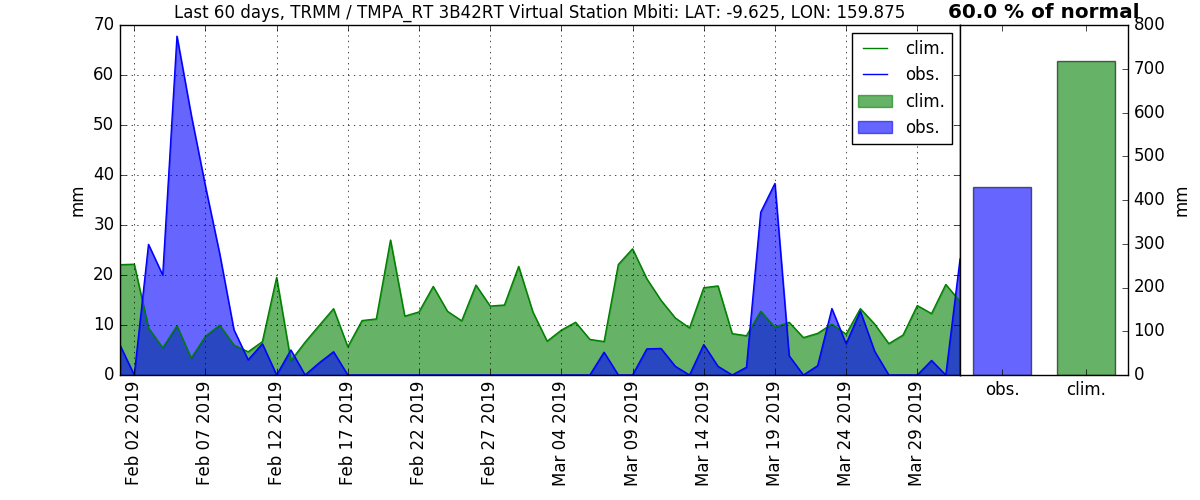 Last 60 days, TRMM / TMPA_RT 3B42RT Virtual Station Mbiti: LAT: -9.625, LON: 159.875
60.0 % of normal
70
60
50
40
30
20
10
0
mm
clim.
obs.
clim.
obs.
800
700
600
500
400
300
200
100
0
mm
obs.
clim.
Feb 02 2019
Feb 07 2019
Feb 12 2019
Feb 17 2019
Feb 22 2019
Feb 27 2019
Mar 04 2019
Mar 09 2019
Mar 14 2019
Mar 19 2019
Mar 24 2019
Mar 29 2019